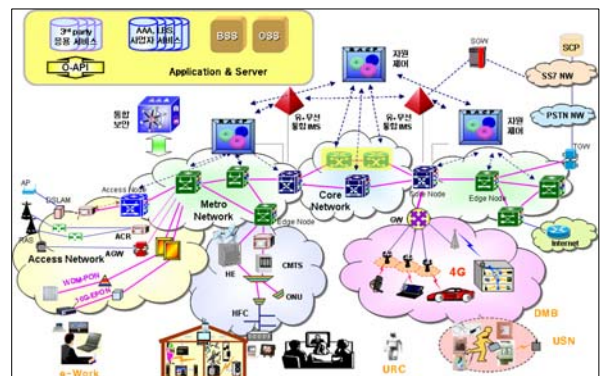 3rd party
응용 서비스
AAA, LBS
사업자 서비스
BSS
OSS
O-API
Application & Server
RACF
자원
제어
SGW
SCP
SS7 NW
PSTN NW
통합
보안
유+무선
통합 IMS
유+무선
통합 IMS
자원
제어
AP
DSLAM
Access Node
Metro
Network
Core
Network
Edge Node
Edge Node
Edge Node
Internet
RAS
ACR
AGW
Access Network
WDM-PON
10G-EPON
HE
CMTS
ONU
HFC
GW
4G
DMB
USN
URC
e-Work